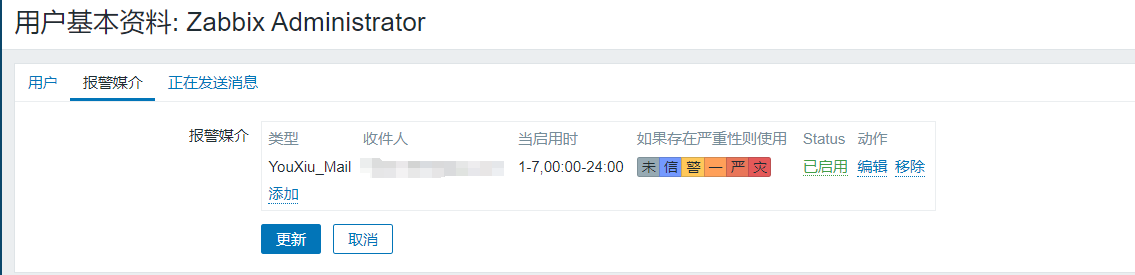 用户基本资料: Zabbix Administrator
用户 报警媒介 正在发送消息
报警媒介 类型 收件人 当启用时 如果存在严重性则使用 Status 动作
YouXiu_Mail 1-7,00:00-24:00 未 信 警 一 严 灾 已启用 编辑 移除
添加
更新 取消